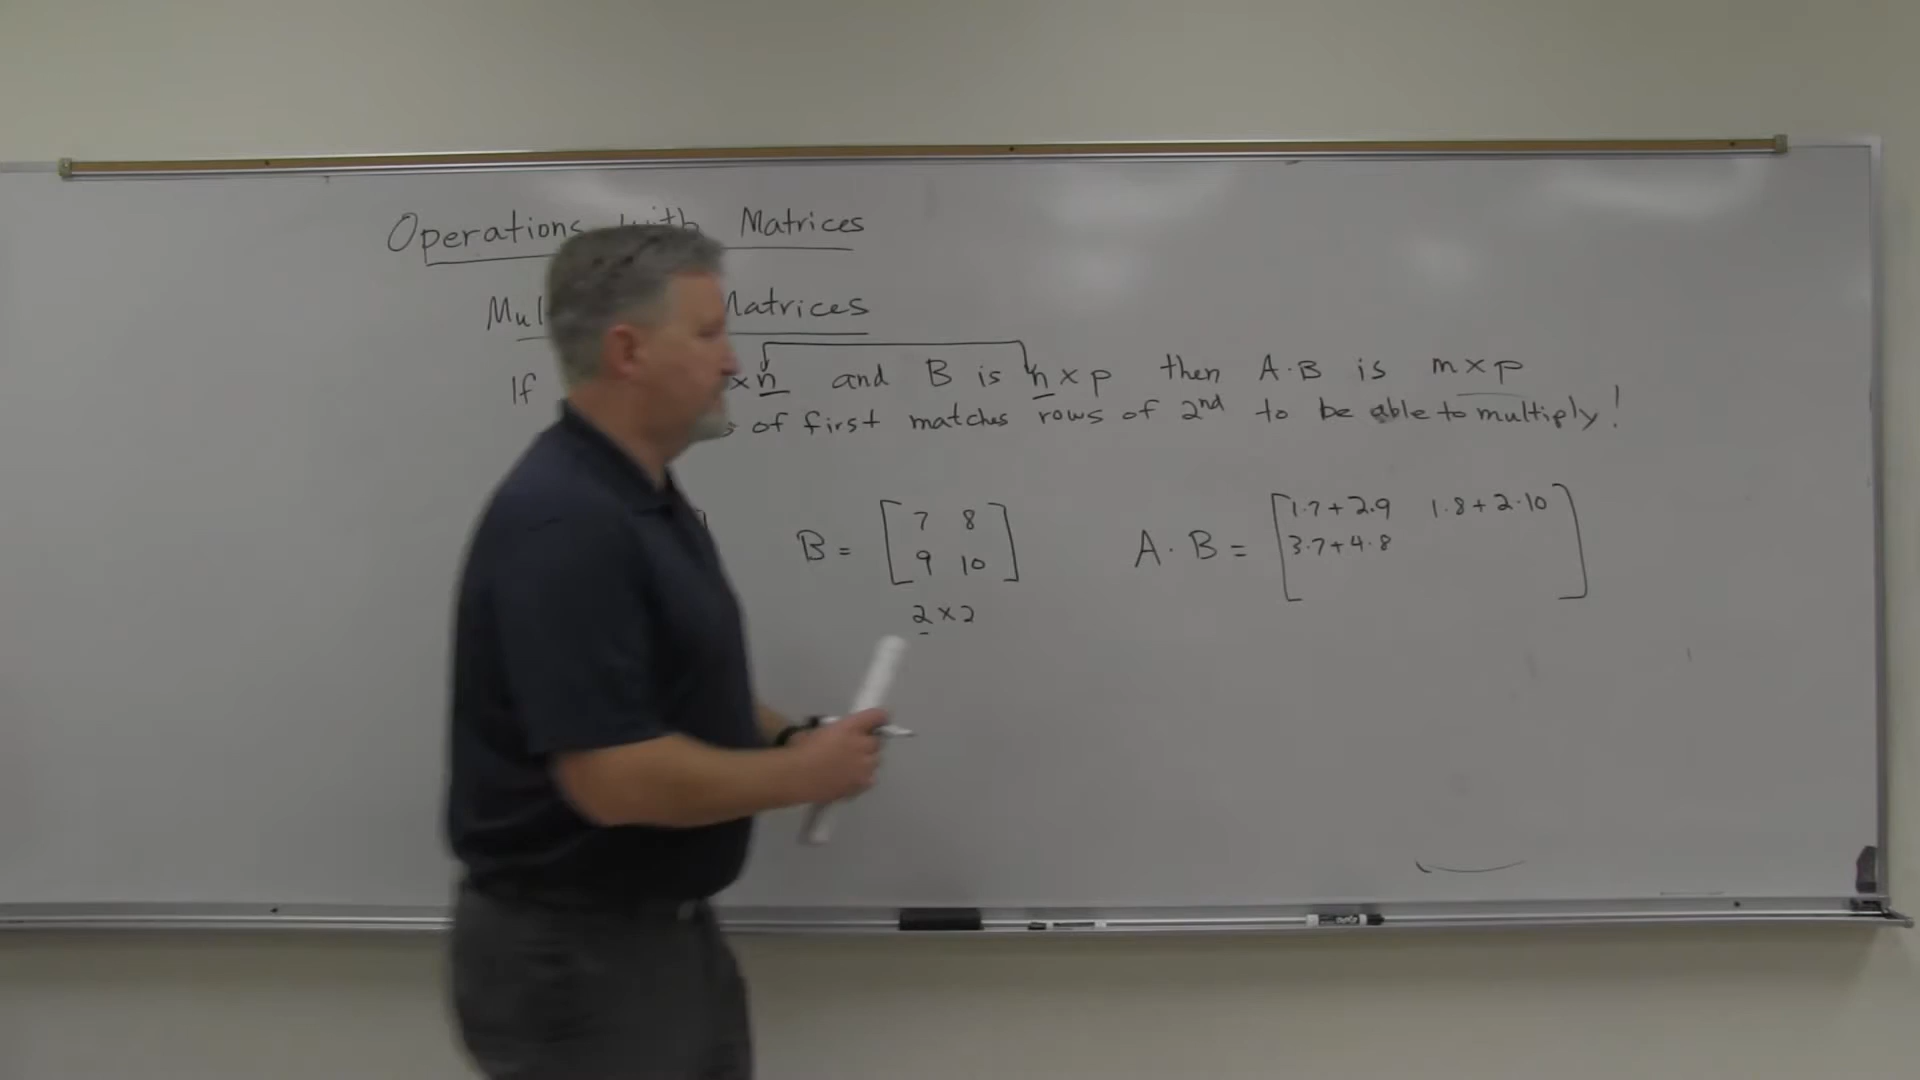 Operations with Matrices
Mul Matrices
If × n and B is n × p then A·B is m × p
of first matches rows of 2nd to be able to multiply!
B = [ 7 8
9 10 ]
2 × 2
A · B = [ 1·7+2·9 1·8+2·10
3·7+4·8 ]